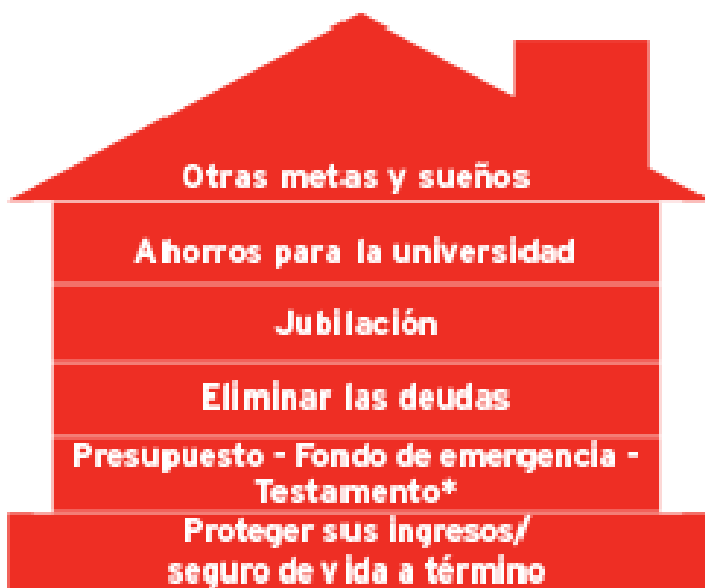 Otras metas y sueños
Ahorros para la universidad
Jubilación
Eliminar las deudas
Presupuesto - Fondo de emergencia -
Testamento*
Proteger sus ingresos/
seguro de vida a término